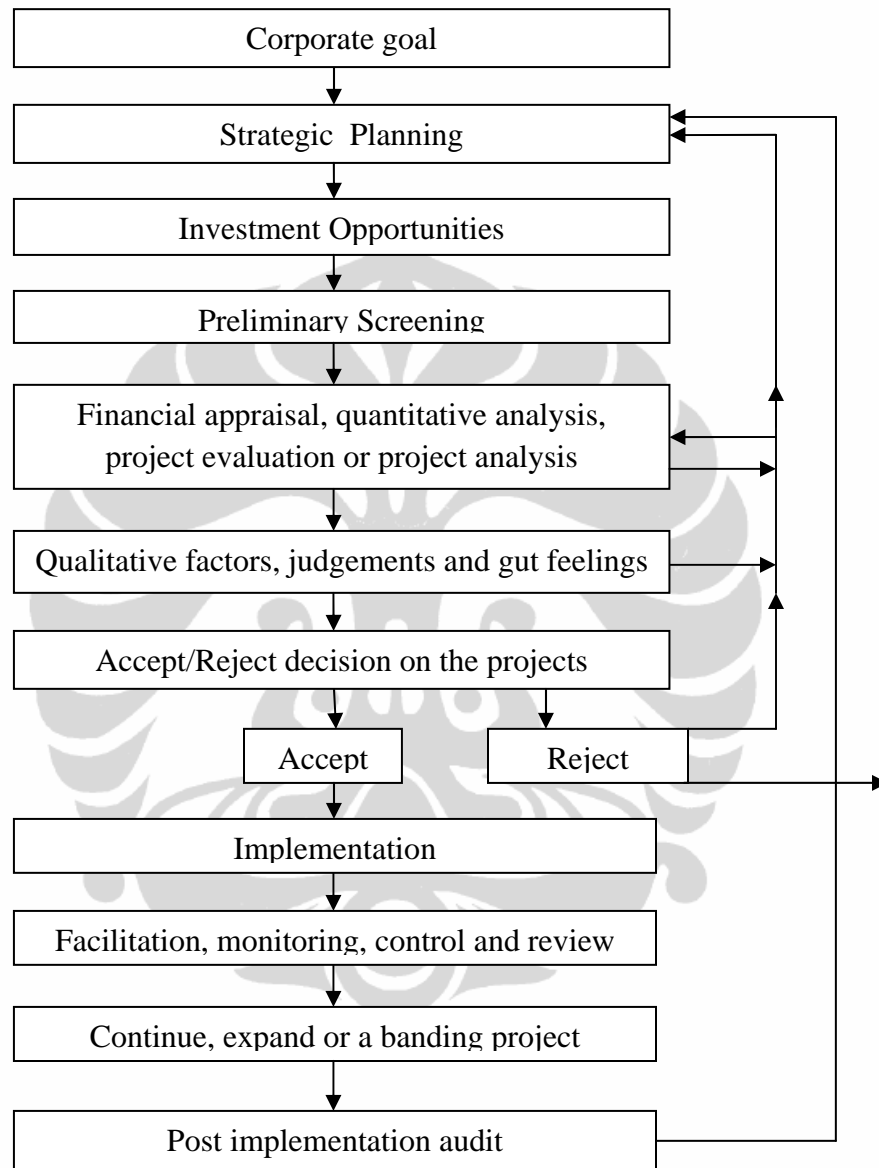 Corporate goal
Strategic Planning
Investment Opportunities
Preliminary Screening
Financial appraisal, quantitative analysis,
project evaluation or project analysis
Qualitative factors, judgements and gut feelings
Accept/Reject decision on the projects
Accept
Reject
Implementation
Facilitation, monitoring, control and review
Continue, expand or a banding project
Post implementation audit